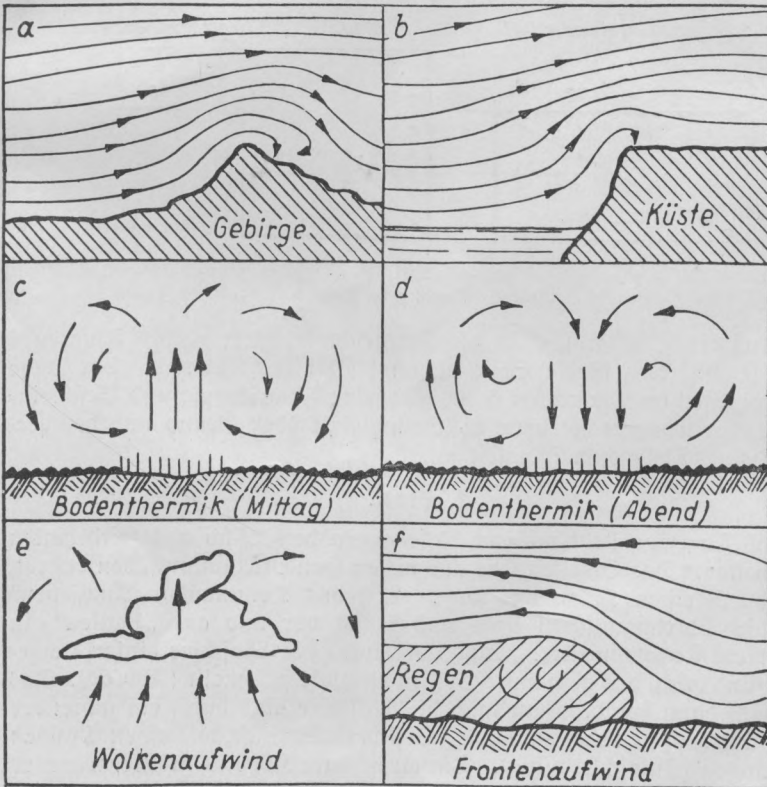 a
Gebirge
b
Küste
c
Bodenthermik (Mittag)
d
Bodenthermik (Abend)
e
Wolkenaufwind
f
Regen
Frontenaufwind